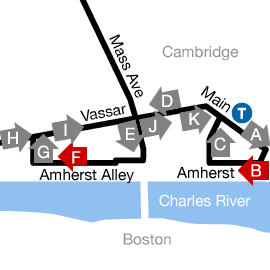 Mass Ave
Cambridge
Main
T
D
Vassar
K
A
H
I
E
J
C
G
F
B
Amherst Alley
Amherst
Charles River
Boston